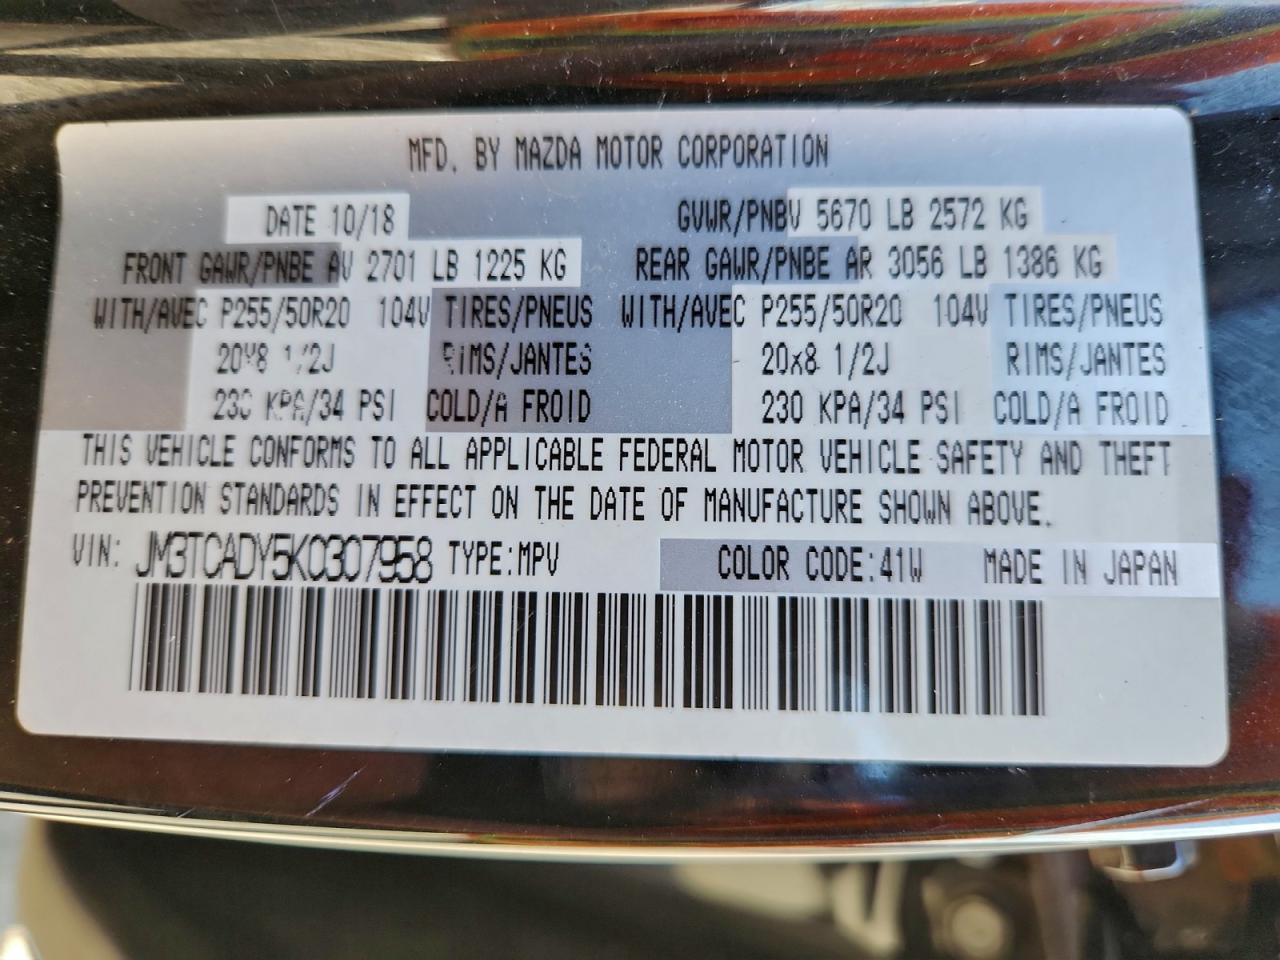 MFD. BY MAZDA MOTOR CORPORATION
DATE 10/18 GVWR/PNBV 5670 LB 2572 KG
FRONT GAWR/PNBE AV 2701 LB 1225 KG REAR GAWR/PNBE AR 3056 LB 1386 KG
WITH/AVEC P255/50R20 104V TIRES/PNEUS WITH/AVEC P255/50R20 104V TIRES/PNEUS
20x8 1/2J RIMS/JANTES 20x8 1/2J RIMS/JANTES
230 KPA/34 PSI COLD/A FROID 230 KPA/34 PSI COLD/A FROID
THIS VEHICLE CONFORMS TO ALL APPLICABLE FEDERAL MOTOR VEHICLE SAFETY AND THEFT
PREVENTION STANDARDS IN EFFECT ON THE DATE OF MANUFACTURE SHOWN ABOVE.
VIN: JM3TCADY5K0307958 TYPE:MPV COLOR CODE:41W MADE IN JAPAN